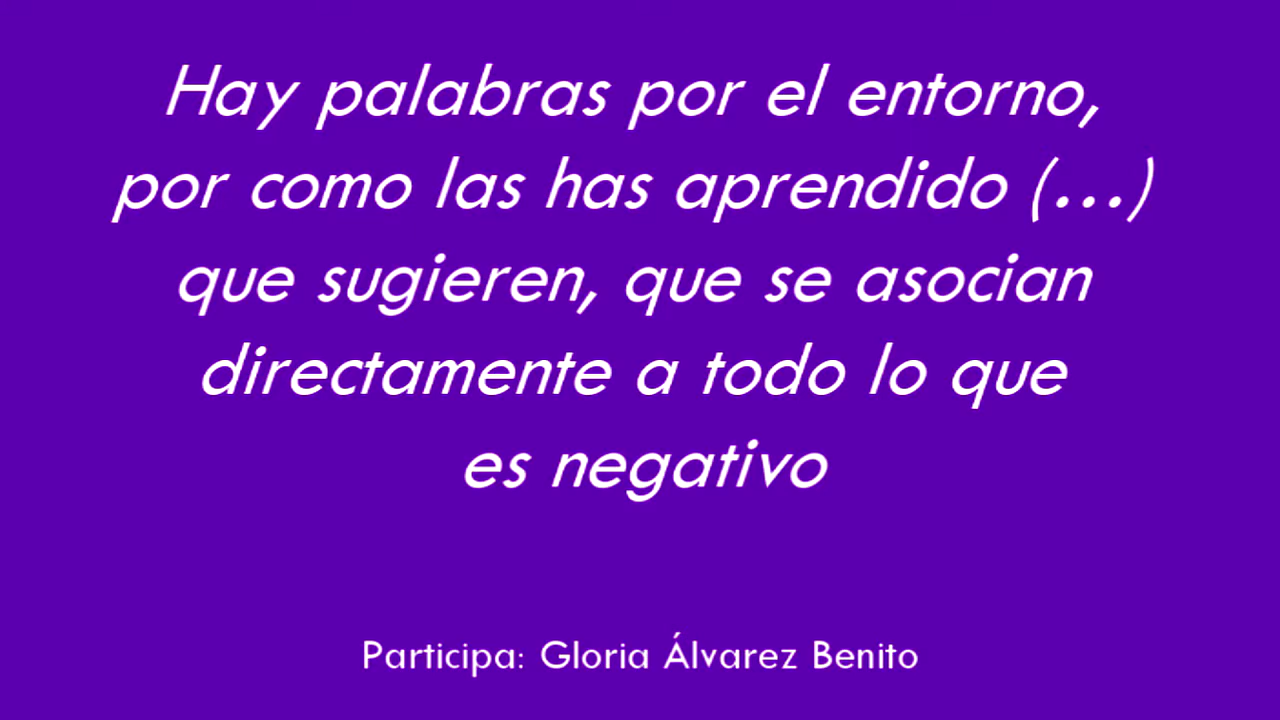 Hay palabras por el entorno,
por como las has aprendido (...)
que sugieren, que se asocian
directamente a todo lo que
es negativo
Participa: Gloria Álvarez Benito